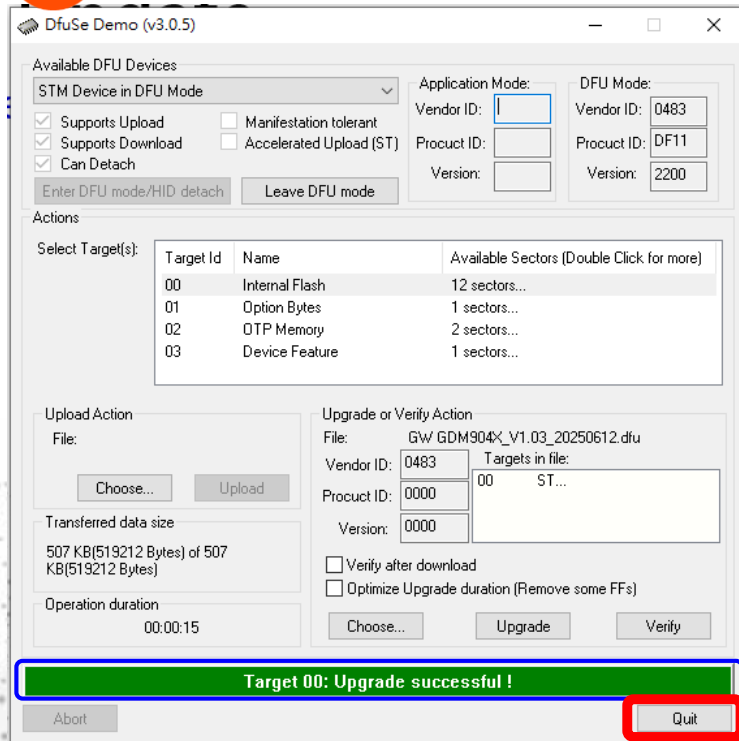 DfuSe Demo (v3.0.5)
Available DFU Devices
STM Device in DFU Mode
Supports Upload
Manifestation tolerant
Supports Download
Accelerated Upload (ST)
Can Detach
Enter DFU mode/HID detach
Leave DFU mode
Application Mode:
Vendor ID:
Procuct ID:
Version:
DFU Mode:
Vendor ID: 0483
Procuct ID: DF11
Version: 2200
Actions
Select Target(s):
Target Id Name Available Sectors (Double Click for more)
00 Internal Flash 12 sectors...
01 Option Bytes 1 sectors...
02 OTP Memory 2 sectors...
03 Device Feature 1 sectors...
Upload Action
File:
Choose... Upload
Transferred data size
507 KB(519212 Bytes) of 507
KB(519212 Bytes)
Operation duration
00:00:15
Upgrade or Verify Action
File: GW GDM904X_V1.03_20250612.dfu
Vendor ID: 0483
Procuct ID: 0000
Version: 0000
Targets in file:
00 ST...
Verify after download
Optimize Upgrade duration (Remove some FFs)
Choose... Upgrade Verify
Target 00: Upgrade successful !
Abort Quit